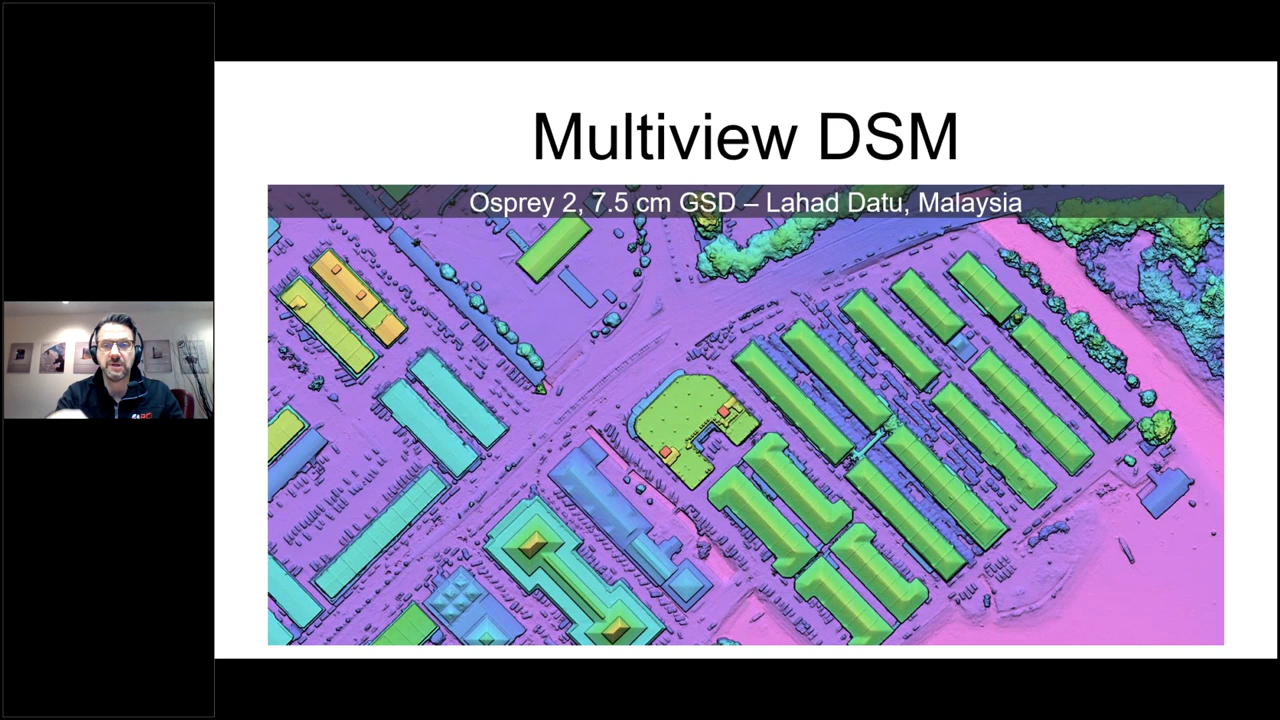 Multiview DSM
Osprey 2, 7.5 cm GSD – Lahad Datu, Malaysia